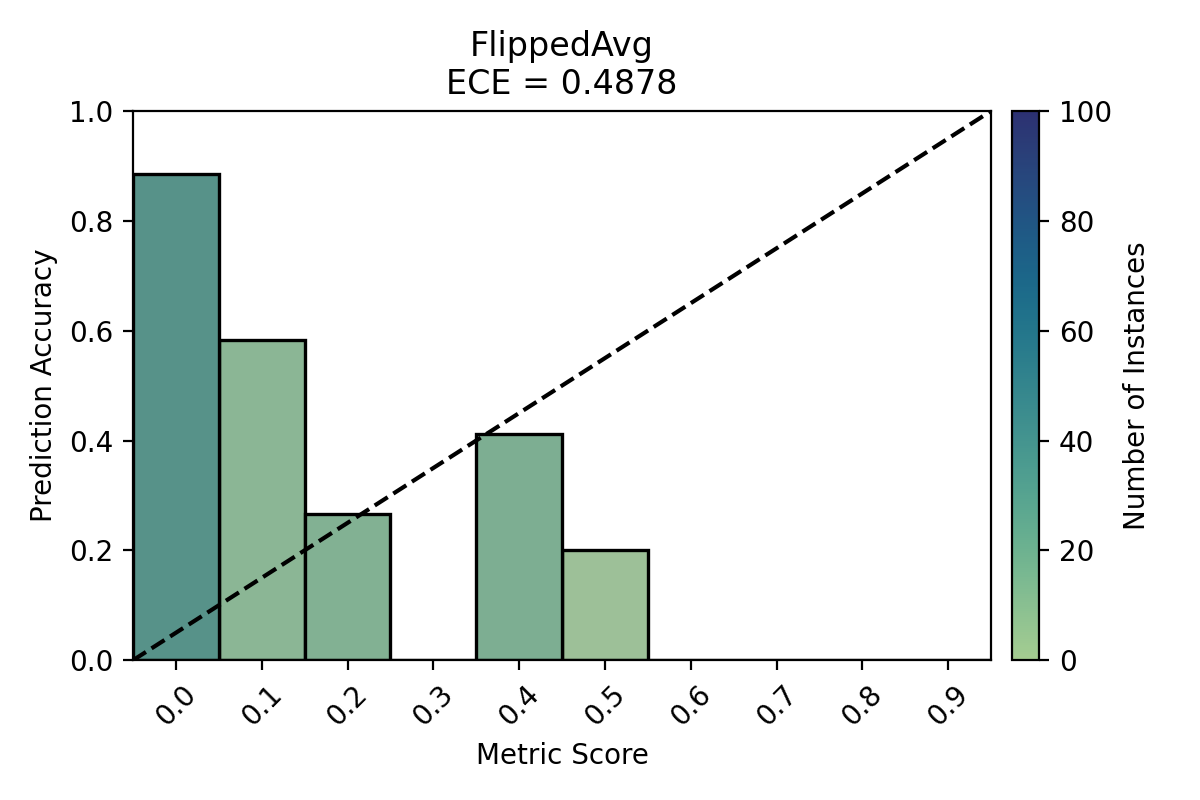 FlippedAvg
ECE = 0.4878
1.0
0.8
0.6
0.4
0.2
0.0
Prediction Accuracy
0.0 0.1 0.2 0.3 0.4 0.5 0.6 0.7 0.8 0.9
Metric Score
100
80
60
40
20
0
Number of Instances